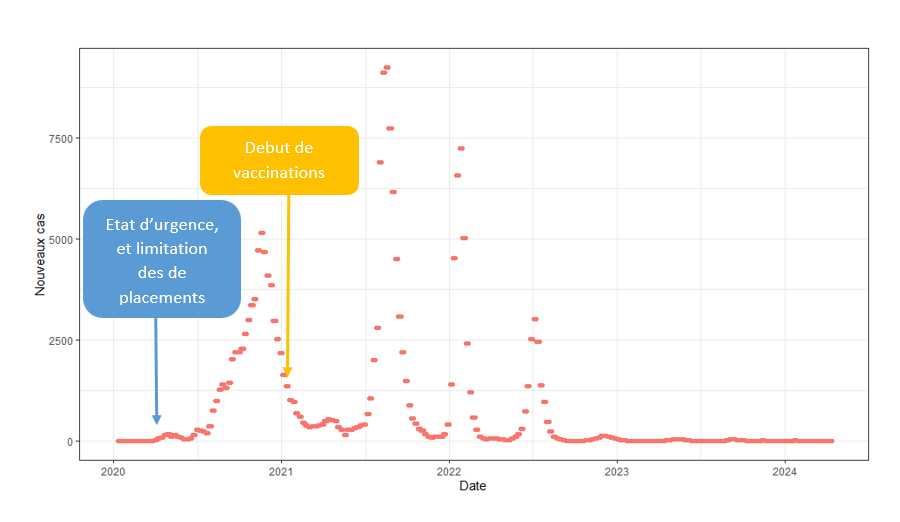 Debut de
vaccinations
Etat d'urgence,
et limitation
des de
placements
Nouveaux cas
7500
5000
2500
0
2020
2021
2022
2023
2024
Date